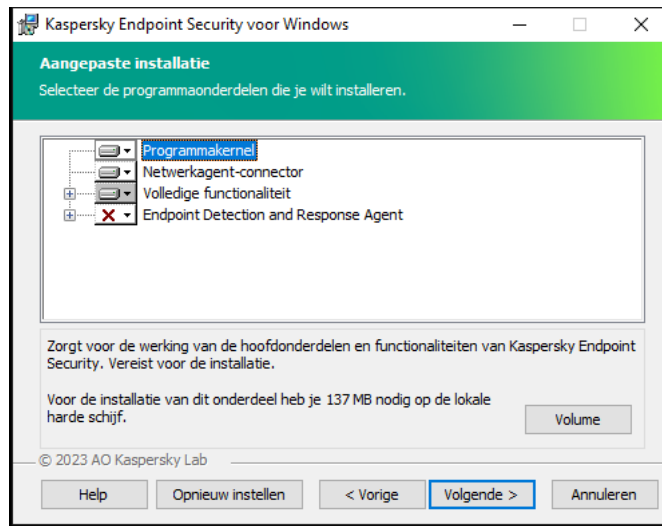 Kaspersky Endpoint Security voor Windows
Aangepaste installatie
Selecteer de programmaonderdelen die je wilt installeren.
Programmakernel
Netwerkagent-connector
Volledige functionaliteit
Endpoint Detection and Response Agent
Zorgt voor de werking van de hoofdonderdelen en functionaliteiten van Kaspersky Endpoint
Security. Vereist voor de installatie.
Voor de installatie van dit onderdeel heb je 137 MB nodig op de lokale
harde schijf.
Volume
© 2023 AO Kaspersky Lab
Help Opnieuw instellen < Vorige Volgende > Annuleren